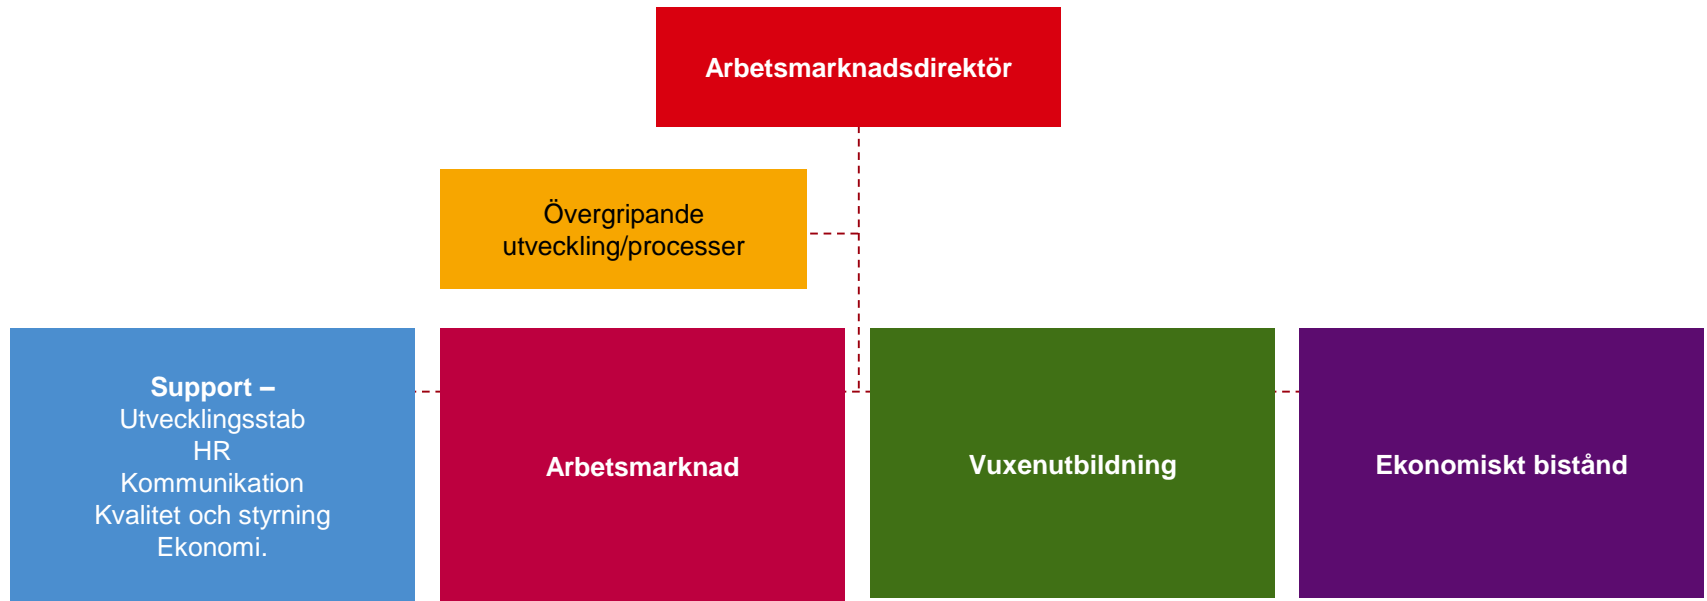 Arbetsmarknadsdirektör
Övergripande
utveckling/processer
Support –
Utvecklingsstab
HR
Kommunikation
Kvalitet och styrning
Ekonomi.
Arbetsmarknad
Vuxenutbildning
Ekonomiskt bistånd